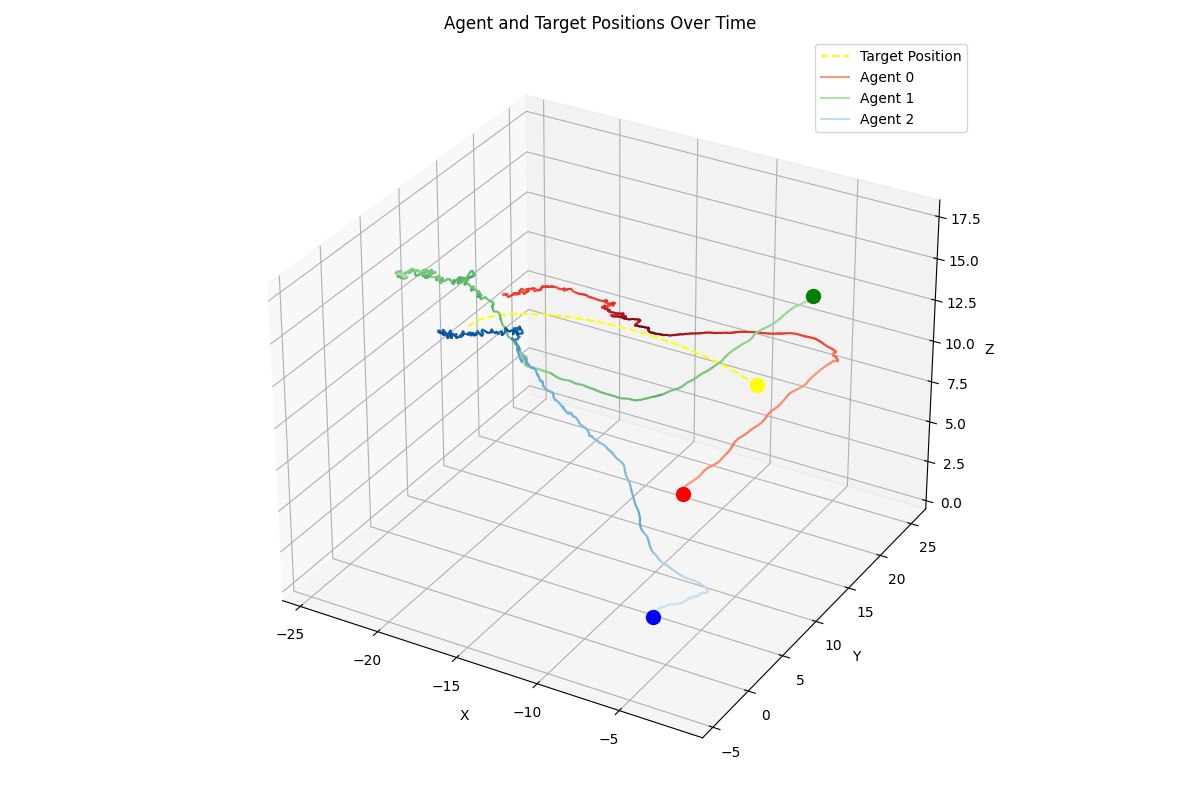 Agent and Target Positions Over Time
Target Position
Agent 0
Agent 1
Agent 2
17.5
15.0
12.5
10.0
7.5
5.0
2.5
0.0
Z
25
20
15
10
5
0
−5
Y
−25
−20
−15
−10
−5
X